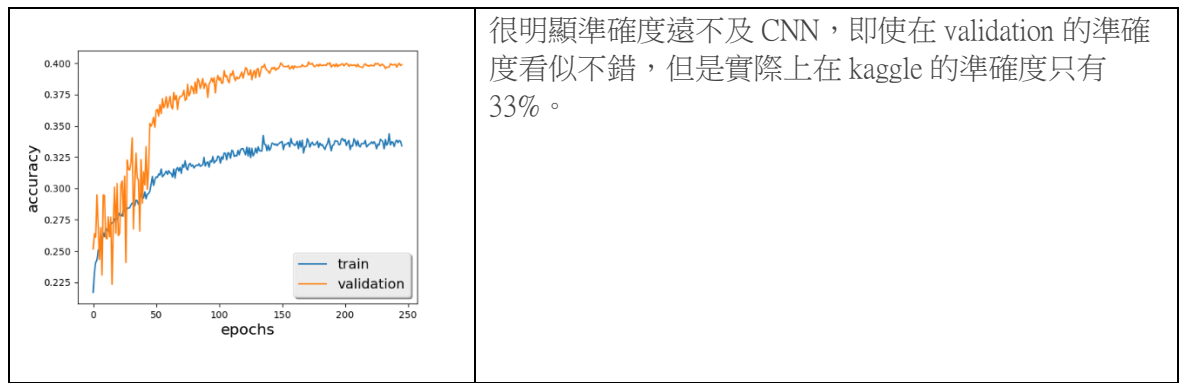 很明顯準確度遠不及 CNN，即使在 validation 的準確
度看似不錯，但是實際上在 kaggle 的準確度只有
33%。
0.400
0.375
0.350
0.325
0.300
0.275
0.250
0.225
accuracy
train
validation
0 50 100 150 200 250
epochs